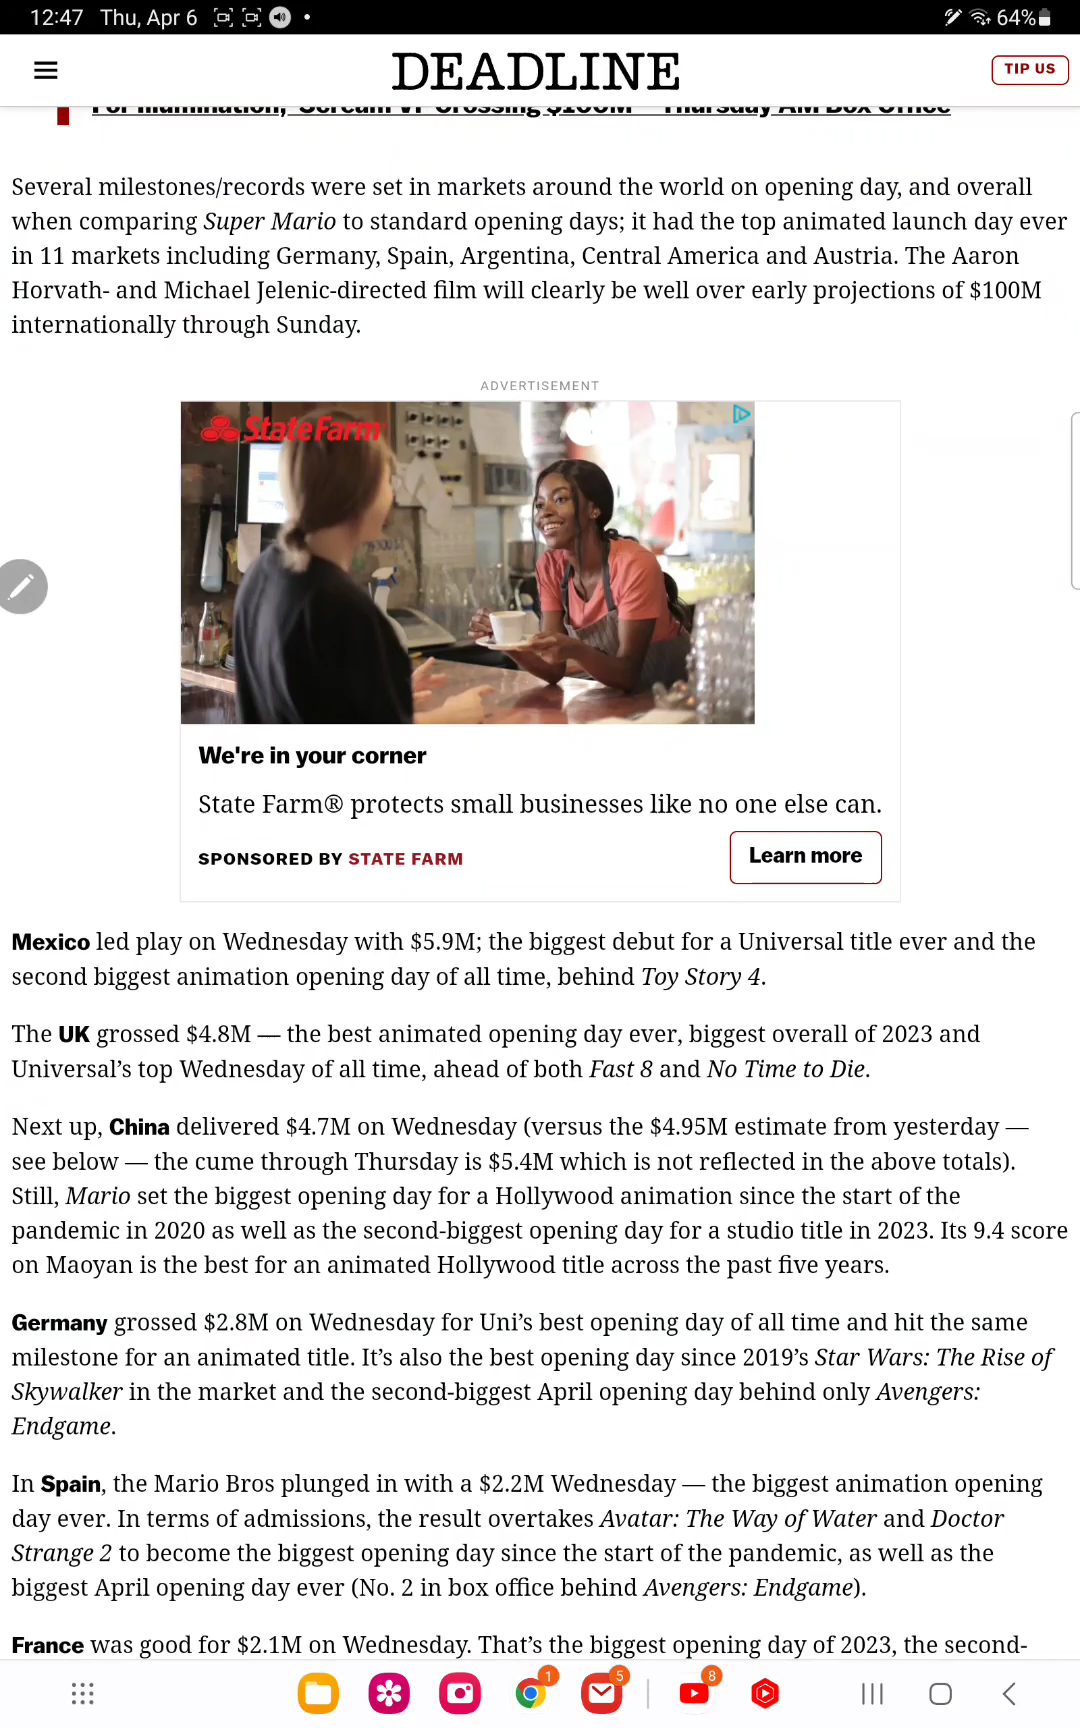 12:47 Thu, Apr 6
64%
DEADLINE
TIP US
For Illumination, 'Scream VI' Crossing $100M – Thursday AM Box Office
Several milestones/records were set in markets around the world on opening day, and overall
when comparing Super Mario to standard opening days; it had the top animated launch day ever
in 11 markets including Germany, Spain, Argentina, Central America and Austria. The Aaron
Horvath- and Michael Jelenic-directed film will clearly be well over early projections of $100M
internationally through Sunday.
ADVERTISEMENT
StateFarm
We're in your corner
State Farm® protects small businesses like no one else can.
SPONSORED BY STATE FARM
Learn more
Mexico led play on Wednesday with $5.9M; the biggest debut for a Universal title ever and the
second biggest animation opening day of all time, behind Toy Story 4.
The UK grossed $4.8M — the best animated opening day ever, biggest overall of 2023 and
Universal’s top Wednesday of all time, ahead of both Fast 8 and No Time to Die.
Next up, China delivered $4.7M on Wednesday (versus the $4.95M estimate from yesterday —
see below — the cume through Thursday is $5.4M which is not reflected in the above totals).
Still, Mario set the biggest opening day for a Hollywood animation since the start of the
pandemic in 2020 as well as the second-biggest opening day for a studio title in 2023. Its 9.4 score
on Maoyan is the best for an animated Hollywood title across the past five years.
Germany grossed $2.8M on Wednesday for Uni’s best opening day of all time and hit the same
milestone for an animated title. It’s also the best opening day since 2019’s Star Wars: The Rise of
Skywalker in the market and the second-biggest April opening day behind only Avengers:
Endgame.
In Spain, the Mario Bros plunged in with a $2.2M Wednesday — the biggest animation opening
day ever. In terms of admissions, the result overtakes Avatar: The Way of Water and Doctor
Strange 2 to become the biggest opening day since the start of the pandemic, as well as the
biggest April opening day ever (No. 2 in box office behind Avengers: Endgame).
France was good for $2.1M on Wednesday. That’s the biggest opening day of 2023, the second-
1
5
8